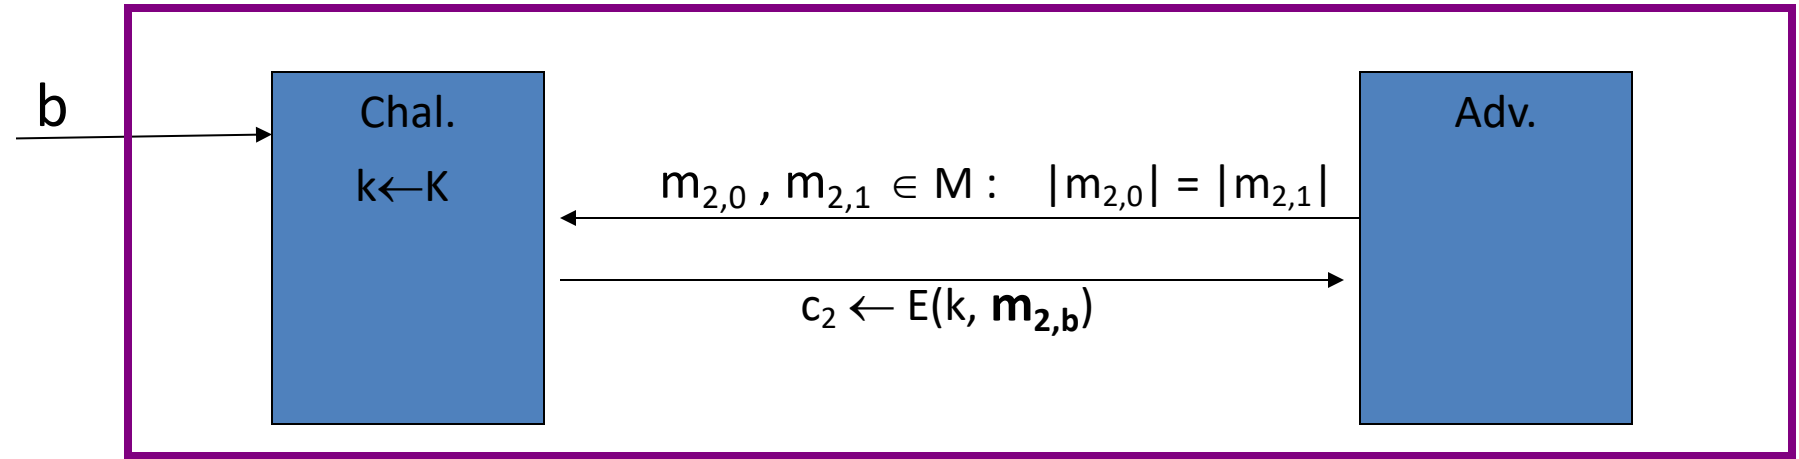 b
Chal.
Adv.
k←K
m₂,₀ , m₂,₁ ∈ M : |m₂,₀| = |m₂,₁|
c₂ ← E(k, m₂,b)